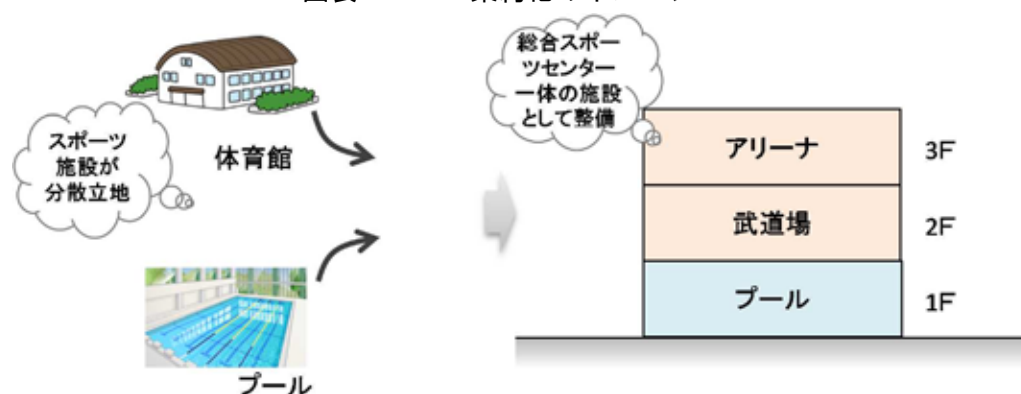 スポーツ
施設が
分散立地
体育館
プール
総合スポー
ツセンター
一体の施設
として整備
アリーナ
3F
武道場
2F
プール
1F